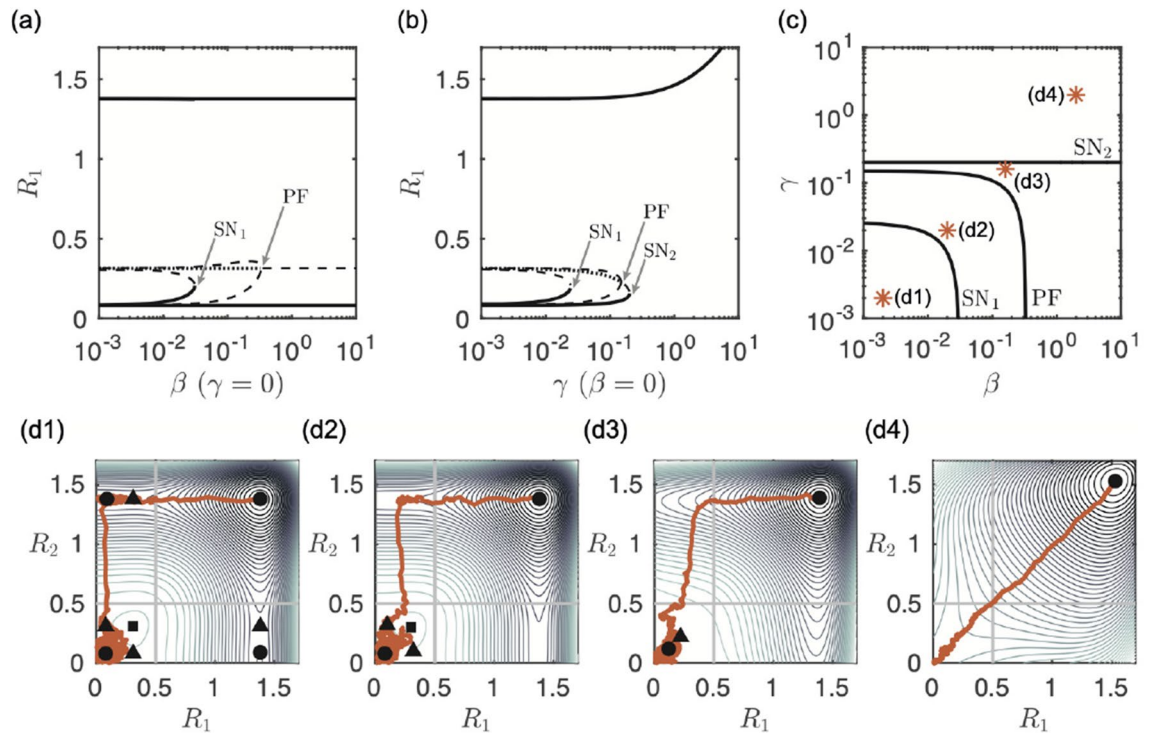 (a)
1.5
1
0.5
0
R₁
PF
SN₁
10⁻³ 10⁻² 10⁻¹ 10⁰ 10¹
β (γ = 0)
(b)
1.5
1
0.5
0
R₁
PF
SN₁
SN₂
10⁻³ 10⁻² 10⁻¹ 10⁰ 10¹
γ (β = 0)
(c)
10¹
10⁰
10⁻¹
10⁻²
10⁻³
γ
(d4)
SN₂
(d3)
(d2)
(d1)
SN₁
PF
10⁻³ 10⁻² 10⁻¹ 10⁰ 10¹
β
(d1)
1.5
R₂ 1
0.5
0
0 0.5 1 1.5
R₁
(d2)
1.5
R₂ 1
0.5
0
0 0.5 1 1.5
R₁
(d3)
1.5
R₂ 1
0.5
0
0 0.5 1 1.5
R₁
(d4)
1.5
R₂ 1
0.5
0
0 0.5 1 1.5
R₁